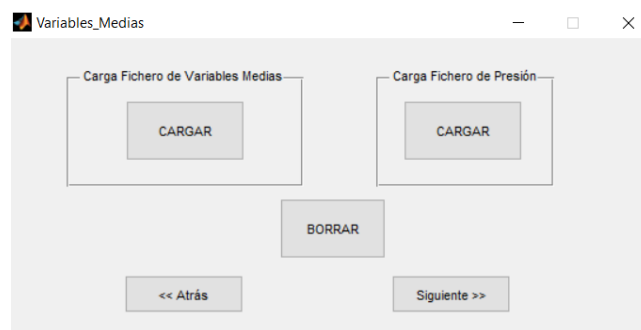 Variables_Medias
Carga Fichero de Variables Medias
Carga Fichero de Presión
CARGAR
CARGAR
BORRAR
<< Atrás
Siguiente >>